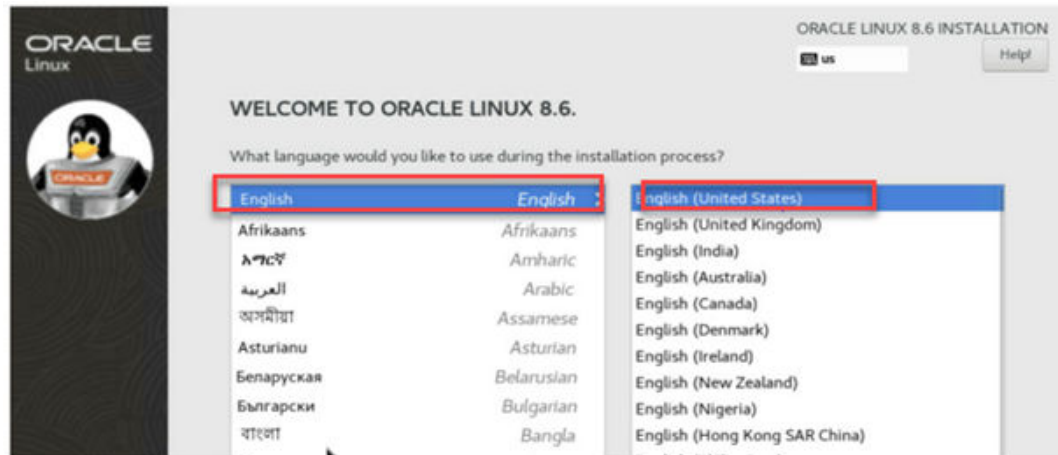 ORACLE
Linux
ORACLE LINUX 8.6 INSTALLATION
us
Help!
WELCOME TO ORACLE LINUX 8.6.
What language would you like to use during the installation process?
English English
Afrikaans Afrikaans
አማርኛ Amharic
العربية Arabic
অসমীয়া Assamese
Asturianu Asturian
Беларуская Belarusian
Български Bulgarian
বাংলা Bangla
English (United States)
English (United Kingdom)
English (India)
English (Australia)
English (Canada)
English (Denmark)
English (Ireland)
English (New Zealand)
English (Nigeria)
English (Hong Kong SAR China)
ORACLE